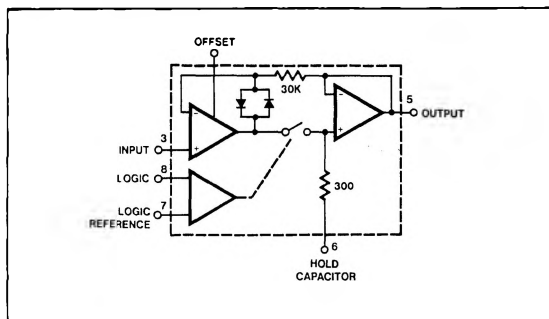 OFFSET
30K
5
OUTPUT
−
+
−
+
3
INPUT
8
LOGIC
7
LOGIC
REFERENCE
300
6
HOLD
CAPACITOR